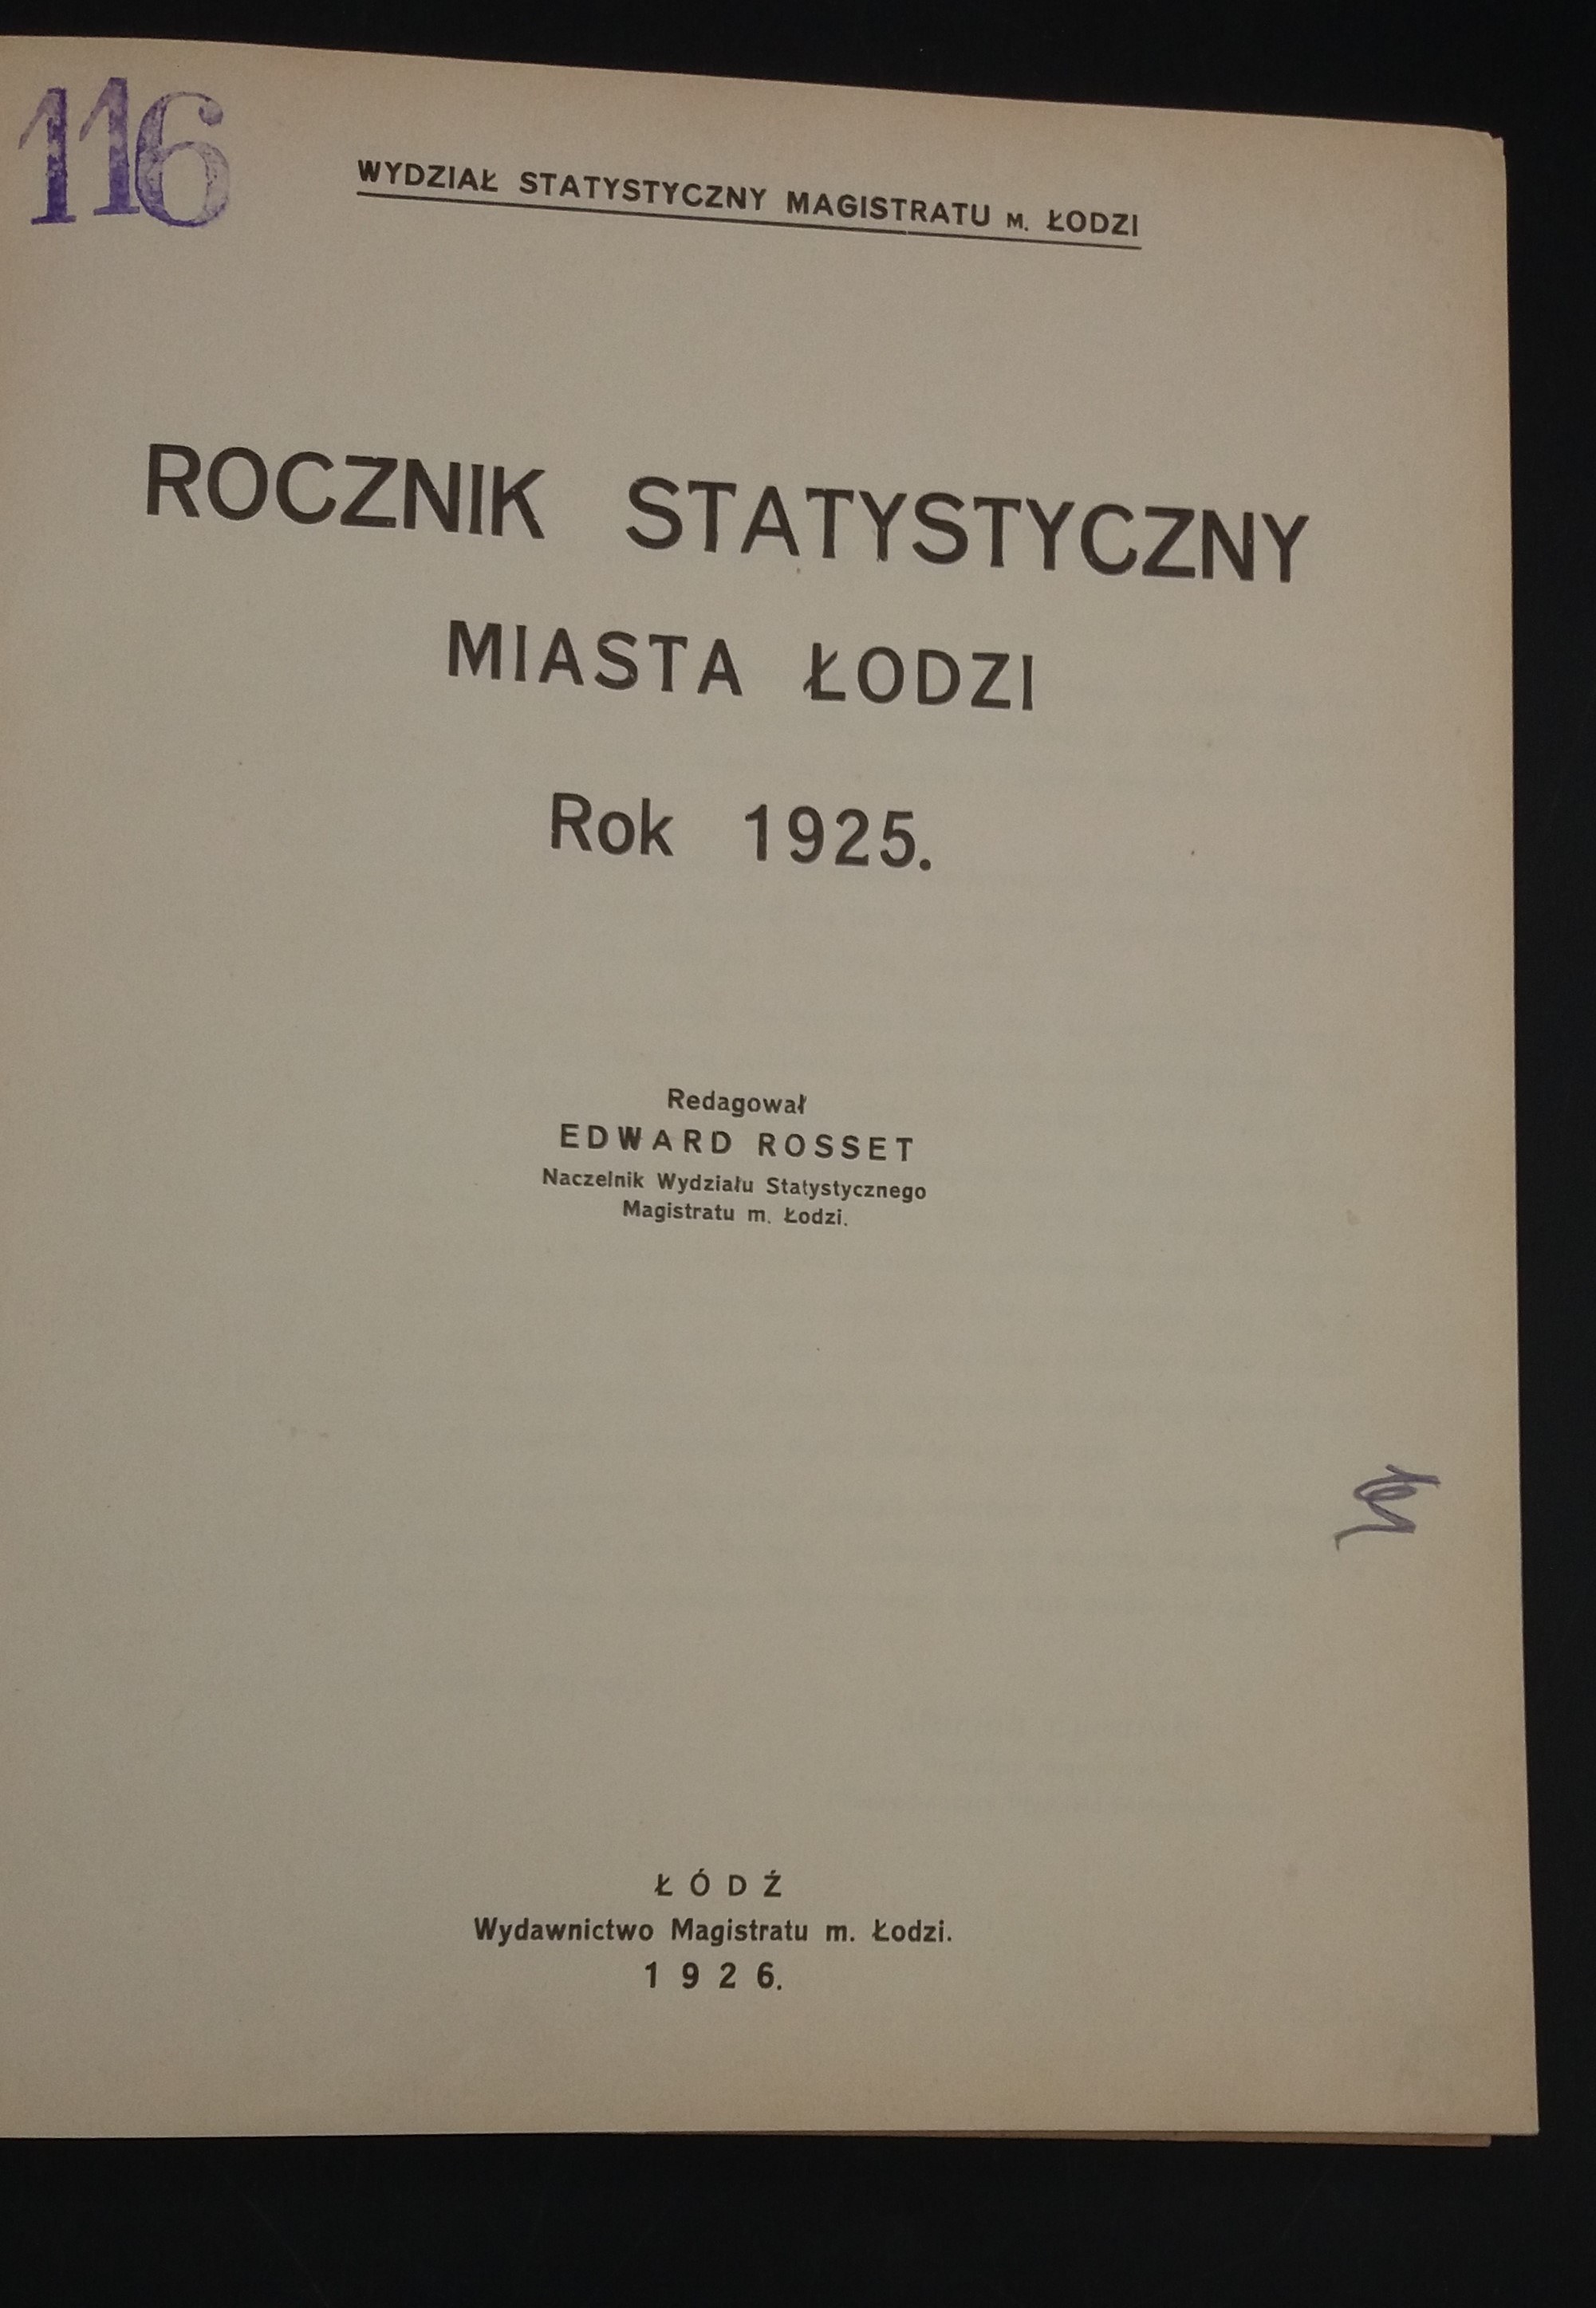 116
WYDZIAŁ STATYSTYCZNY MAGISTRATU M. ŁODZI
ROCZNIK STATYSTYCZNY
MIASTA ŁODZI
Rok 1925.
Redagował
EDWARD ROSSET
Naczelnik Wydziału Statystycznego
Magistratu m. Łodzi.
ŁÓDŹ
Wydawnictwo Magistratu m. Łodzi.
1926.